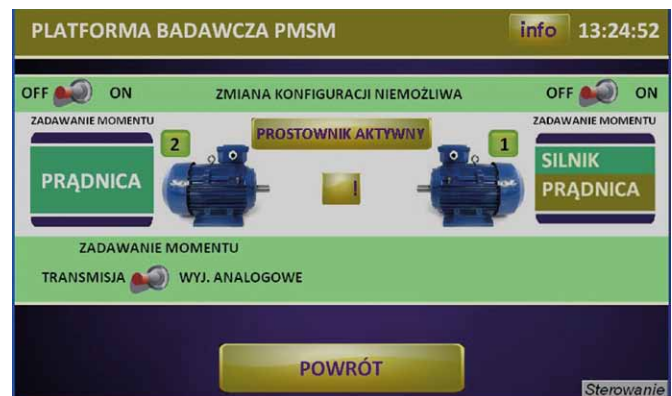 PLATFORMA BADAWCZA PMSM
info
13:24:52
OFF ON
ZMIANA KONFIGURACJI NIEMOŻLIWA
OFF ON
ZADAWANIE MOMENTU
PROSTOWNIK AKTYWNY
ZADAWANIE MOMENTU
2
1
PRĄDNICA
!
SILNIK
PRĄDNICA
ZADAWANIE MOMENTU
TRANSMISJA WYJ. ANALOGOWE
POWRÓT
Sterowanie